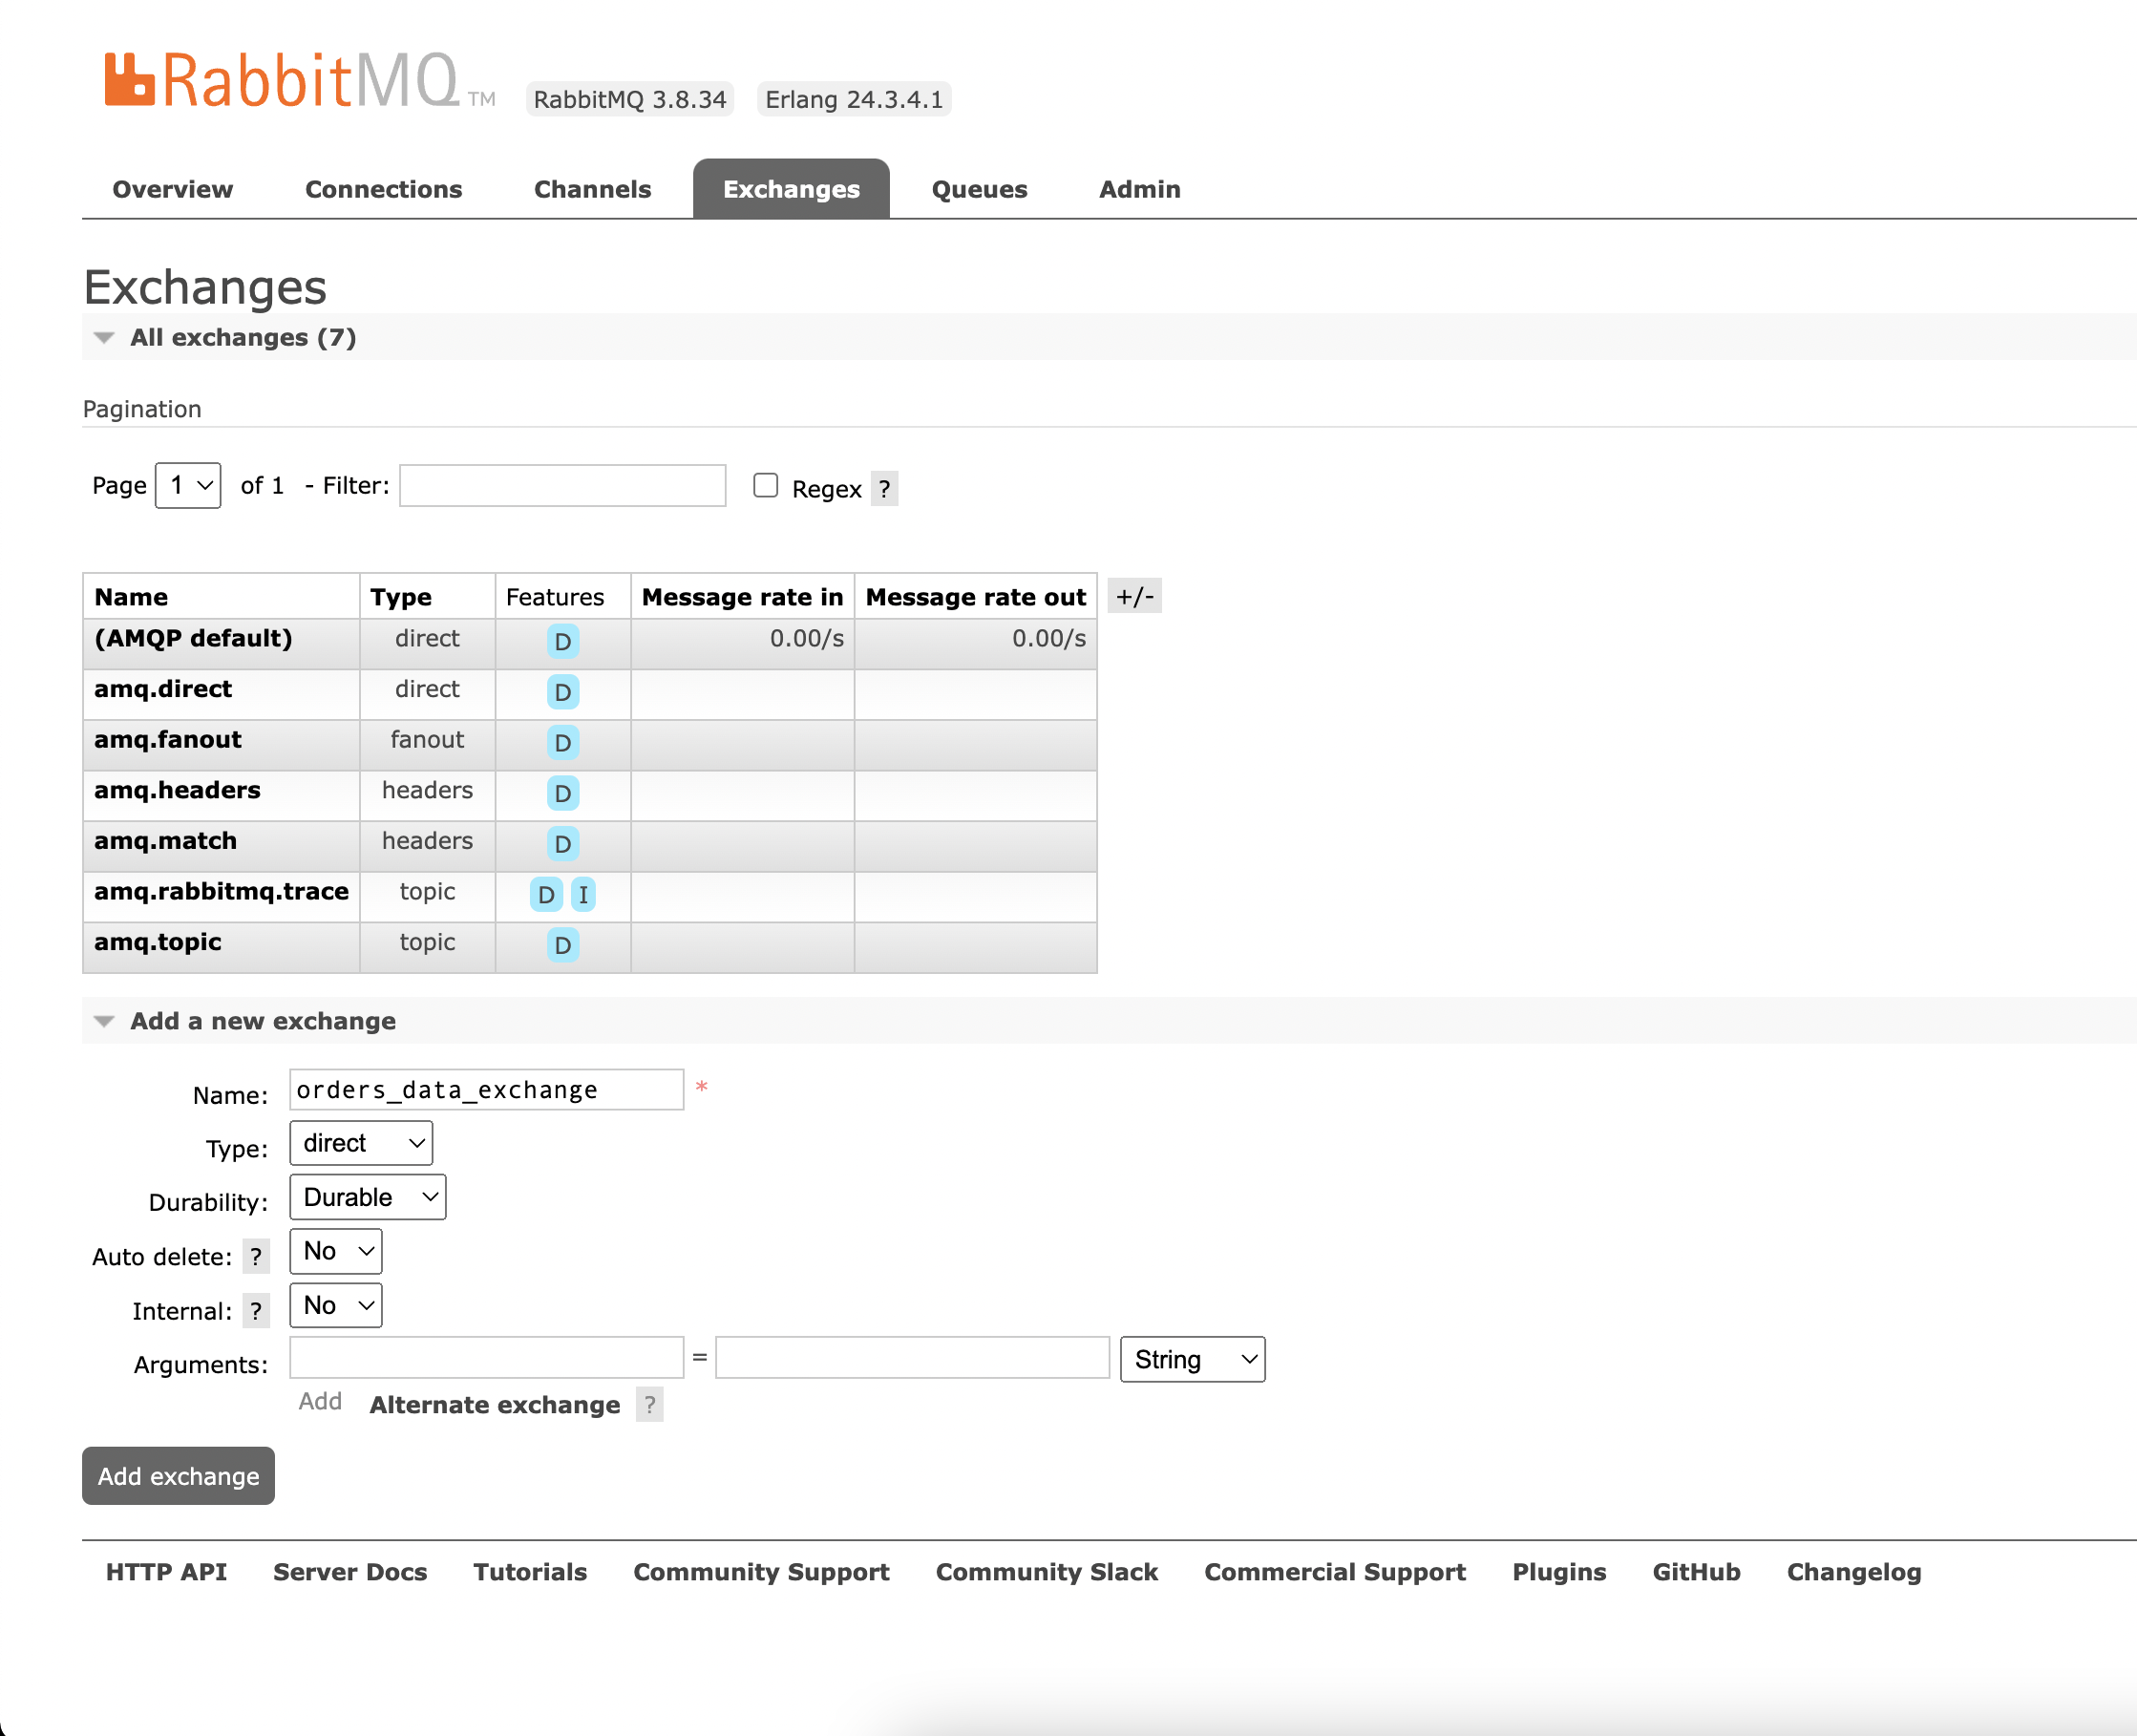 RabbitMQ TM RabbitMQ 3.8.34 Erlang 24.3.4.1
Overview Connections Channels Exchanges Queues Admin
Exchanges
All exchanges (7)
Pagination
Page 1 of 1 - Filter: Regex ?
Name Type Features Message rate in Message rate out +/-
(AMQP default) direct D 0.00/s 0.00/s
amq.direct direct D
amq.fanout fanout D
amq.headers headers D
amq.match headers D
amq.rabbitmq.trace topic D I
amq.topic topic D
Add a new exchange
Name: orders_data_exchange *
Type: direct
Durability: Durable
Auto delete: ? No
Internal: ? No
Arguments: = String
Add Alternate exchange ?
Add exchange
HTTP API Server Docs Tutorials Community Support Community Slack Commercial Support Plugins GitHub Changelog